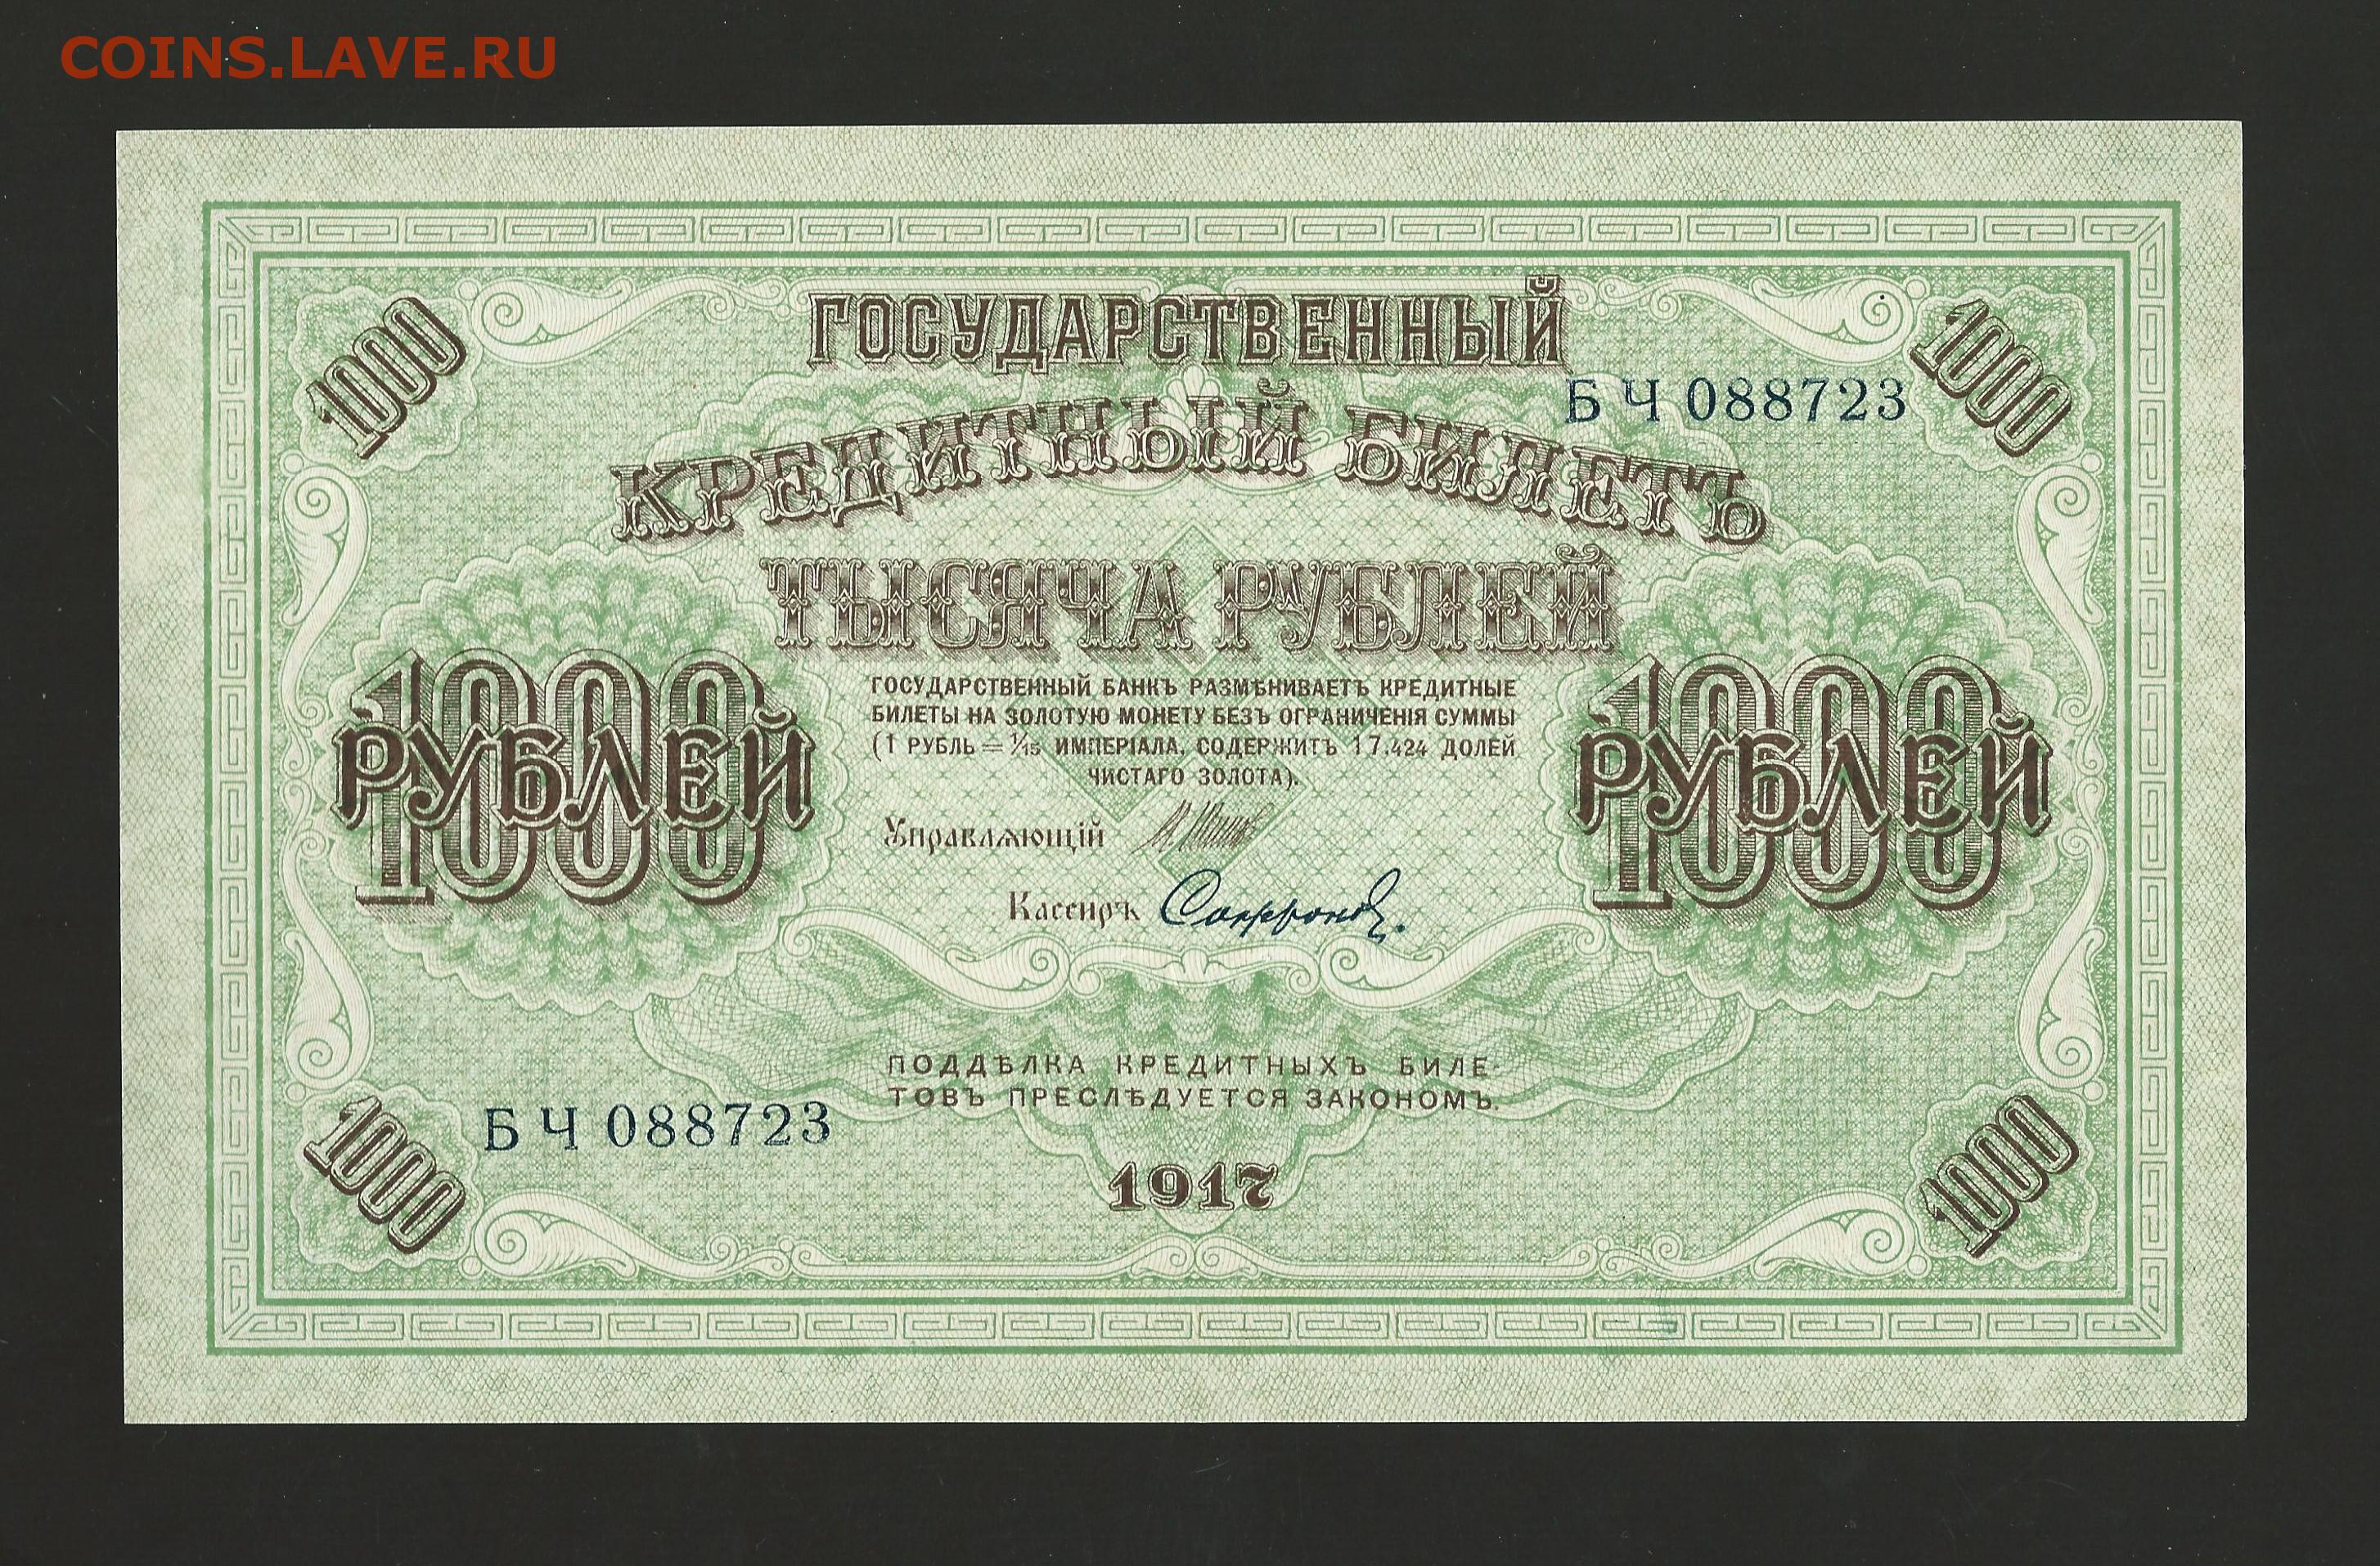 COINS.LAVE.RU
1000
ГОСУДАРСТВЕННЫЙ
1000
БЧ 088723
КРЕДИТНЫЙ БИЛЕТЪ
ТЫСЯЧА РУБЛЕЙ
1000
РУБЛЕЙ
ГОСУДАРСТВЕННЫЙ БАНКЪ РАЗМѢНИВАЕТЪ КРЕДИТНЫЕ
БИЛЕТЫ НА ЗОЛОТУЮ МОНЕТУ БЕЗЪ ОГРАНИЧЕНІЯ СУММЫ
(1 РУБЛЬ = 1/15 ИМПЕРІАЛА, СОДЕРЖИТЪ 17,424 ДОЛЕЙ
ЧИСТАГО ЗОЛОТА).
1000
РУБЛЕЙ
Управляющій
Кассиръ Сафронов.
ПОДДѢЛКА КРЕДИТНЫХЪ БИЛЕ-
ТОВЪ ПРЕСЛѢДУЕТСЯ ЗАКОНОМЪ.
БЧ 088723
1000
1917
1000